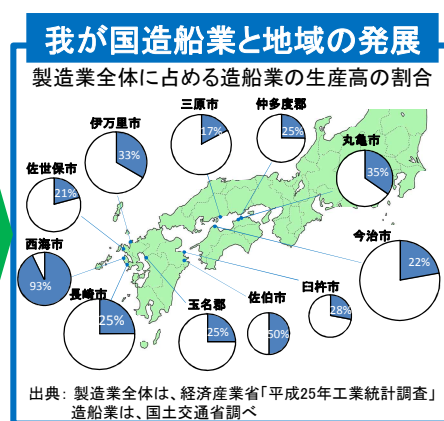 我が国造船業と地域の発展
製造業全体に占める造船業の生産高の割合
三原市
17%
仲多度郡
25%
伊万里市
33%
丸亀市
35%
佐世保市
21%
今治市
22%
西海市
93%
長崎市
25%
玉名郡
25%
佐伯市
50%
臼杵市
28%
出典： 製造業全体は、経済産業省「平成25年工業統計調査」
造船業は、国土交通省調べ